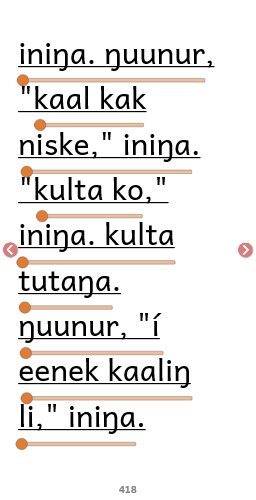 iniŋa. ŋuunur,
"kaal kak
niske," iniŋa.
"kulta ko,"
iniŋa. kulta
tutaŋa.
ŋuunur, "í
eenek kaaliŋ
li," iniŋa.
418